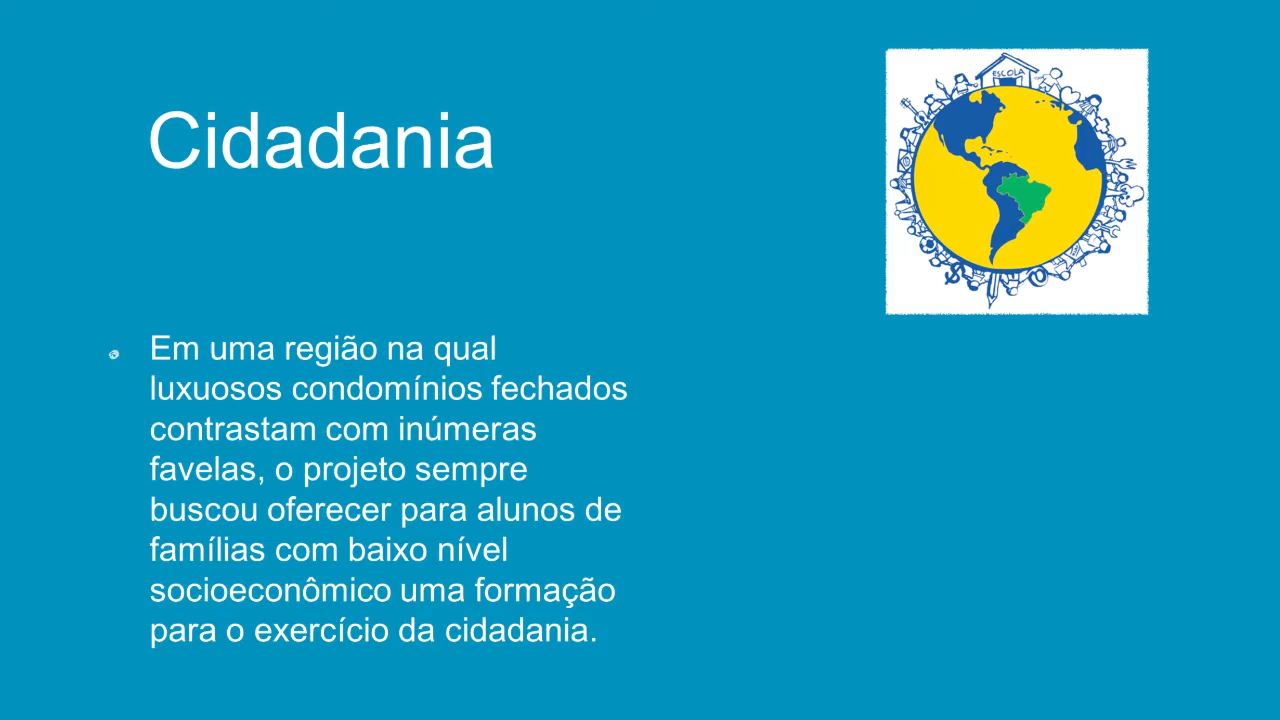 Cidadania
ESCOLA
Em uma região na qual
luxuosos condomínios fechados
contrastam com inúmeras
favelas, o projeto sempre
buscou oferecer para alunos de
famílias com baixo nível
socioeconômico uma formação
para o exercício da cidadania.